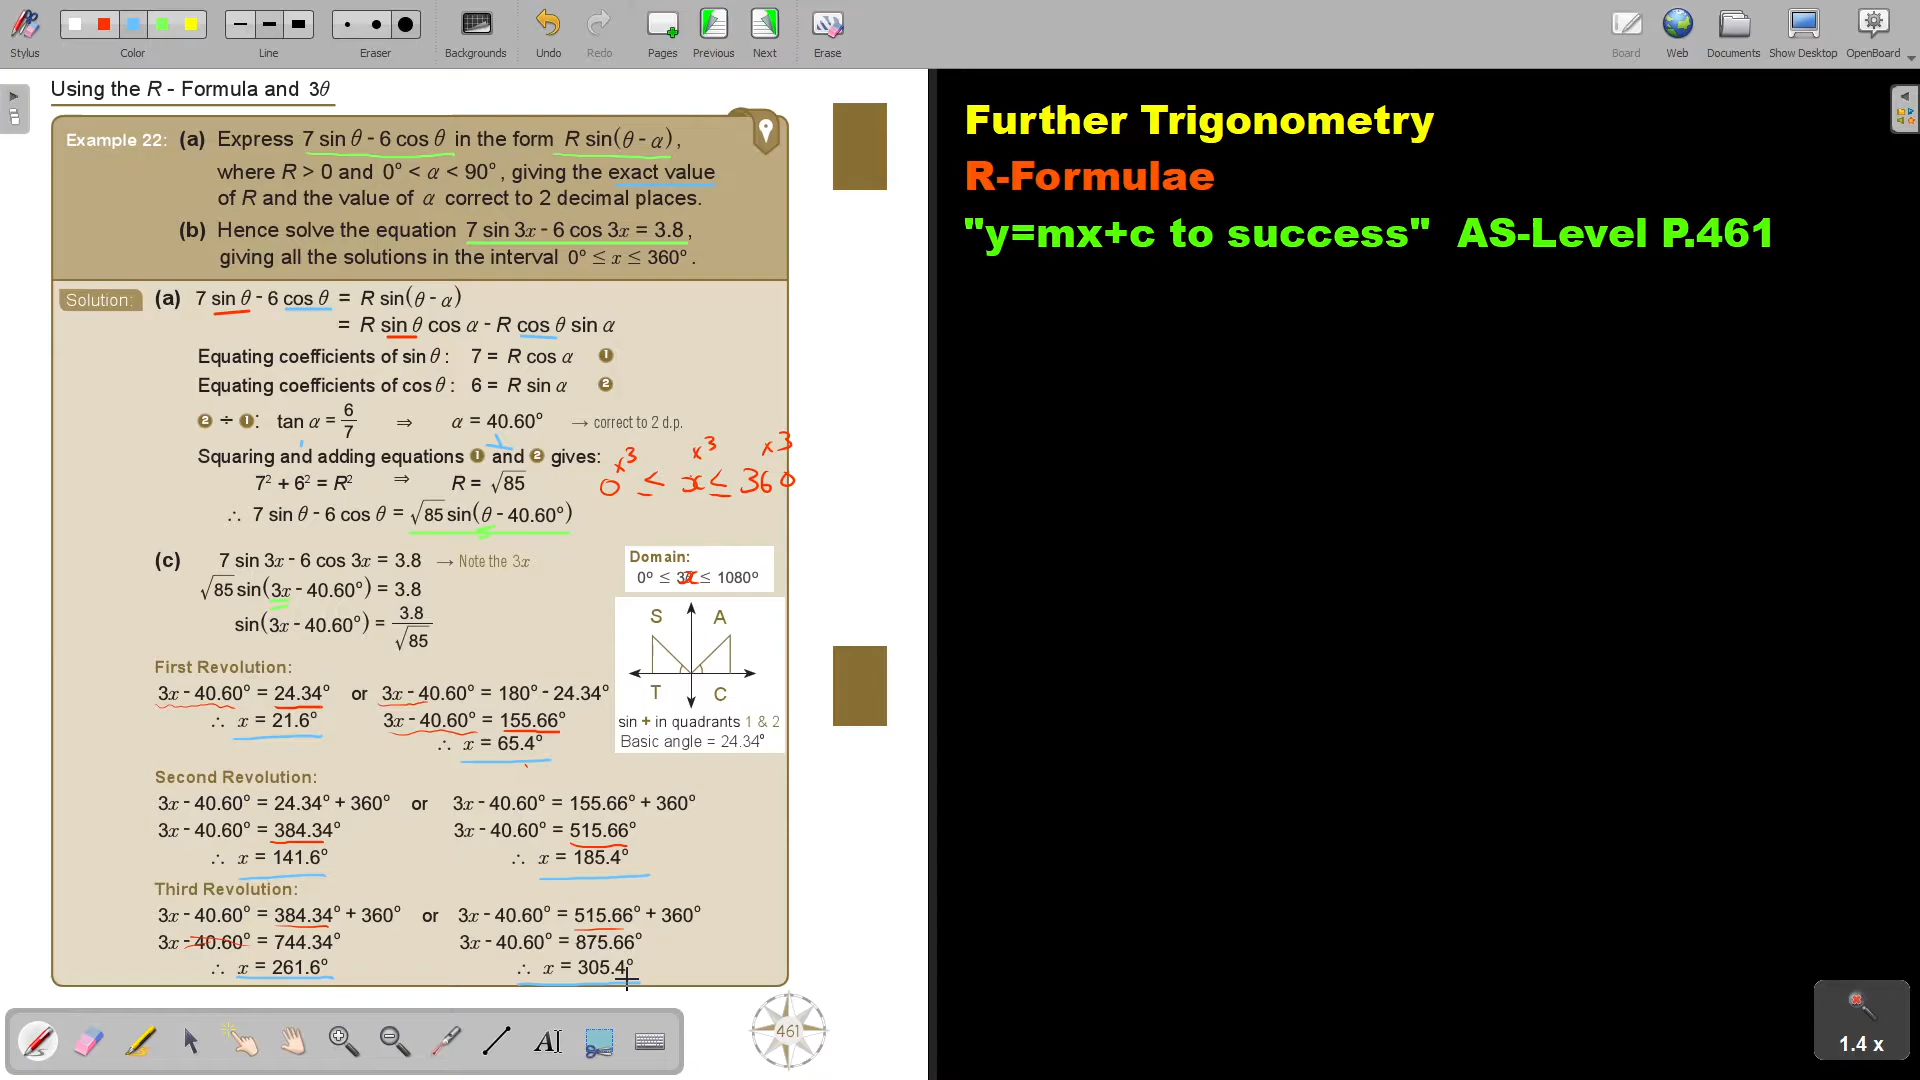 Stylus Color Line Eraser Backgrounds Undo Redo Pages Previous Next Erase Board Web Documents Show Desktop OpenBoard
Using the R - Formula and 3θ
Example 22: (a) Express 7 sin θ - 6 cos θ in the form R sin(θ - α),
where R > 0 and 0° < α < 90°, giving the exact value
of R and the value of α correct to 2 decimal places.
(b) Hence solve the equation 7 sin 3x - 6 cos 3x = 3.8,
giving all the solutions in the interval 0° ≤ x ≤ 360°.
Solution: (a) 7 sin θ - 6 cos θ = R sin(θ - α)
= R sin θ cos α - R cos θ sin α
Equating coefficients of sin θ: 7 = R cos α 1
Equating coefficients of cos θ: 6 = R sin α 2
2 ÷ 1: tan α = 6/7 ⇒ α = 40.60° → correct to 2 d.p.
Squaring and adding equations 1 and 2 gives:
x3 x3 x3
7² + 6² = R² ⇒ R = √85
0 ≤ x ≤ 360
∴ 7 sin θ - 6 cos θ = √85 sin(θ - 40.60°)
(c) 7 sin 3x - 6 cos 3x = 3.8 → Note the 3x
√85 sin(3x - 40.60°) = 3.8
sin(3x - 40.60°) = 3.8/√85
Domain:
0° ≤ 3x ≤ 1080°
S A
T C
sin + in quadrants 1 & 2
Basic angle = 24.34°
First Revolution:
3x - 40.60° = 24.34° or 3x - 40.60° = 180° - 24.34°
∴ x = 21.6° 3x - 40.60° = 155.66°
∴ x = 65.4°
Second Revolution:
3x - 40.60° = 24.34° + 360° or 3x - 40.60° = 155.66° + 360°
3x - 40.60° = 384.34° 3x - 40.60° = 515.66°
∴ x = 141.6° ∴ x = 185.4°
Third Revolution:
3x - 40.60° = 384.34° + 360° or 3x - 40.60° = 515.66° + 360°
3x - 40.60° = 744.34° 3x - 40.60° = 875.66°
∴ x = 261.6° ∴ x = 305.4°
461
Further Trigonometry
R-Formulae
"y=mx+c to success" AS-Level P.461
1.4 x